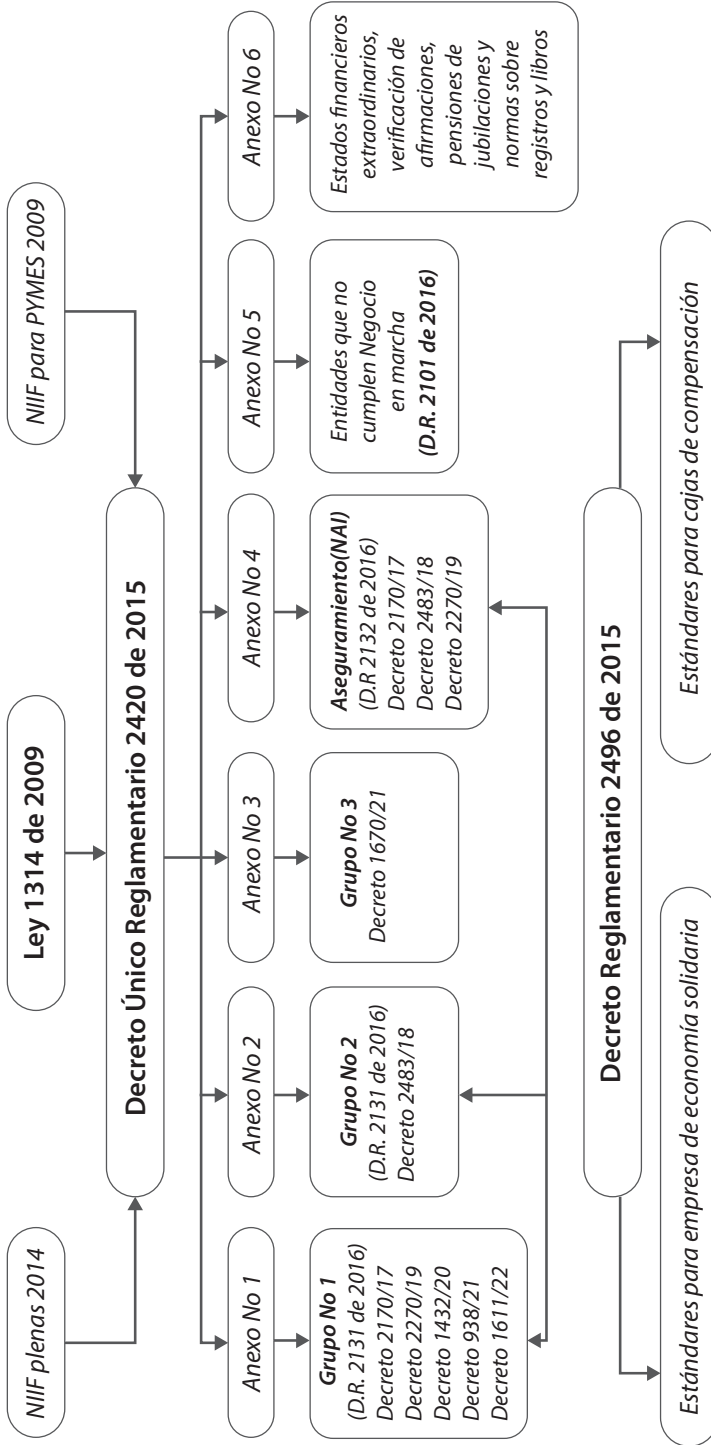 NIIF plenas 2014
Ley 1314 de 2009
NIIF para PYMES 2009
Decreto Único Reglamentario 2420 de 2015
Anexo No 1
Anexo No 2
Anexo No 3
Anexo No 4
Anexo No 5
Anexo No 6
Grupo No 1
(D.R. 2131 de 2016)
Decreto 2170/17
Decreto 2270/19
Decreto 1432/20
Decreto 938/21
Decreto 1611/22
Grupo No 2
(D.R. 2131 de 2016)
Decreto 2483/18
Grupo No 3
Decreto 1670/21
Aseguramiento(NAI)
(D.R 2132 de 2016)
Decreto 2170/17
Decreto 2483/18
Decreto 2270/19
Entidades que no
cumplen Negocio
en marcha
(D.R. 2101 de 2016)
Estados financieros
extraordinarios,
verificación de
afirmaciones,
pensiones de
jubilaciones y
normas sobre
registros y libros
Decreto Reglamentario 2496 de 2015
Estándares para empresa de economía solidaria
Estándares para cajas de compensación